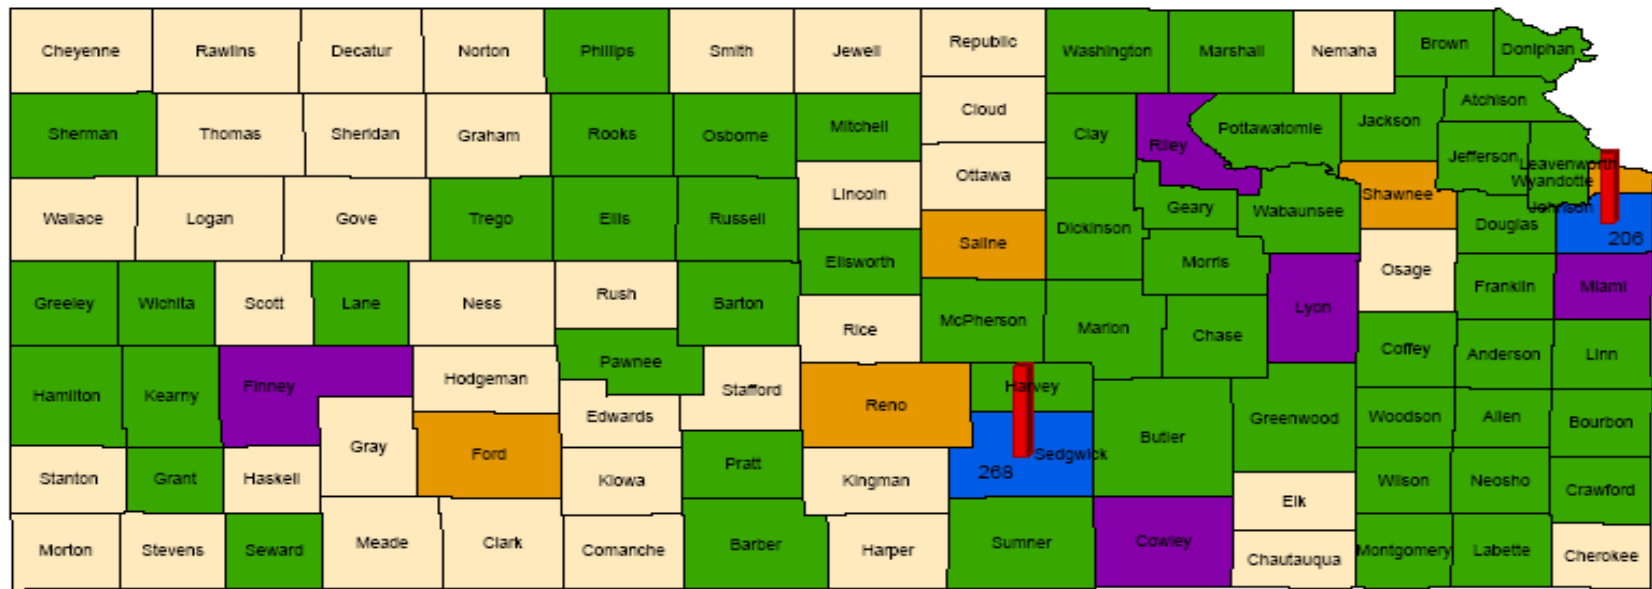 Cheyenne Rawlins Decatur Norton Phillips Smith Jewell Republic Washington Marshall Nemaha Brown Doniphan
Sherman Thomas Sheridan Graham Rooks Osborne Mitchell Cloud Clay Riley Pottawatomie Jackson Atchison
Jefferson Leavenworth
Wyandotte
Wallace Logan Gove Trego Ellis Russell Lincoln Ottawa Dickinson Geary Wabaunsee Shawnee Douglas Johnson
206
Saline
Greeley Wichita Scott Lane Ness Rush Barton Ellsworth McPherson Marion Morris Chase Lyon Osage Franklin Miami
Rice
Hamilton Kearny Finney Hodgeman Pawnee Stafford Reno Harvey Butler Greenwood Coffey Anderson Linn
Edwards
Woodson Allen Bourbon
Stanton Grant Haskell Gray Ford Kiowa Pratt Kingman 268 Sedgwick Elk Wilson Neosho Crawford
Morton Stevens Seward Meade Clark Comanche Barber Harper Sumner Cowley Chautauqua Montgomery Labette Cherokee